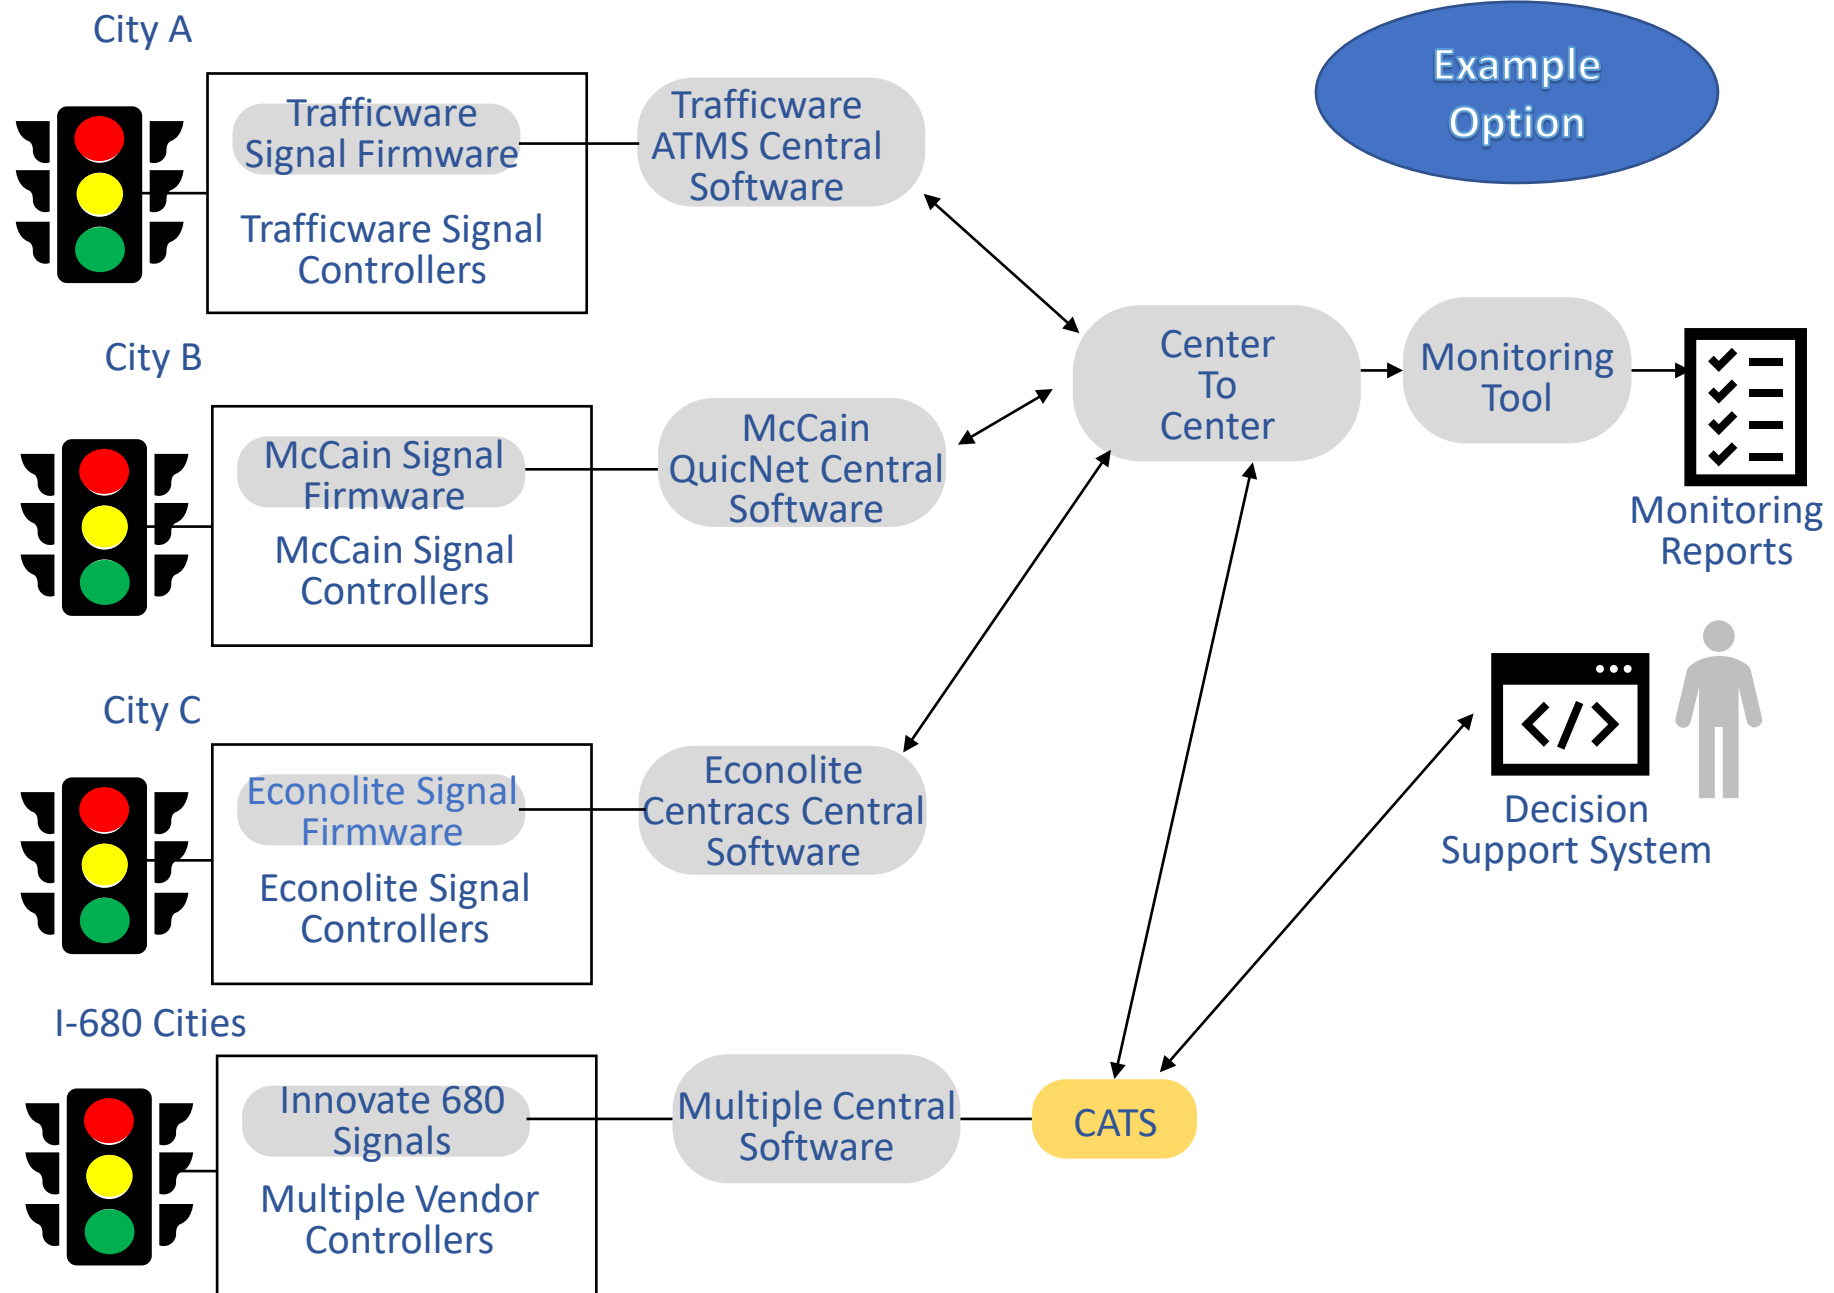 City A
Trafficware
Signal Firmware
Trafficware Signal
Controllers
Trafficware
ATMS Central
Software
Example
Option
City B
McCain Signal
Firmware
McCain Signal
Controllers
McCain
QuicNet Central
Software
Center
To
Center
Monitoring
Tool
Monitoring
Reports
City C
Econolite Signal
Firmware
Econolite Signal
Controllers
Econolite
Centracs Central
Software
</>
Decision
Support System
I-680 Cities
Innovate 680
Signals
Multiple Vendor
Controllers
Multiple Central
Software
CATS